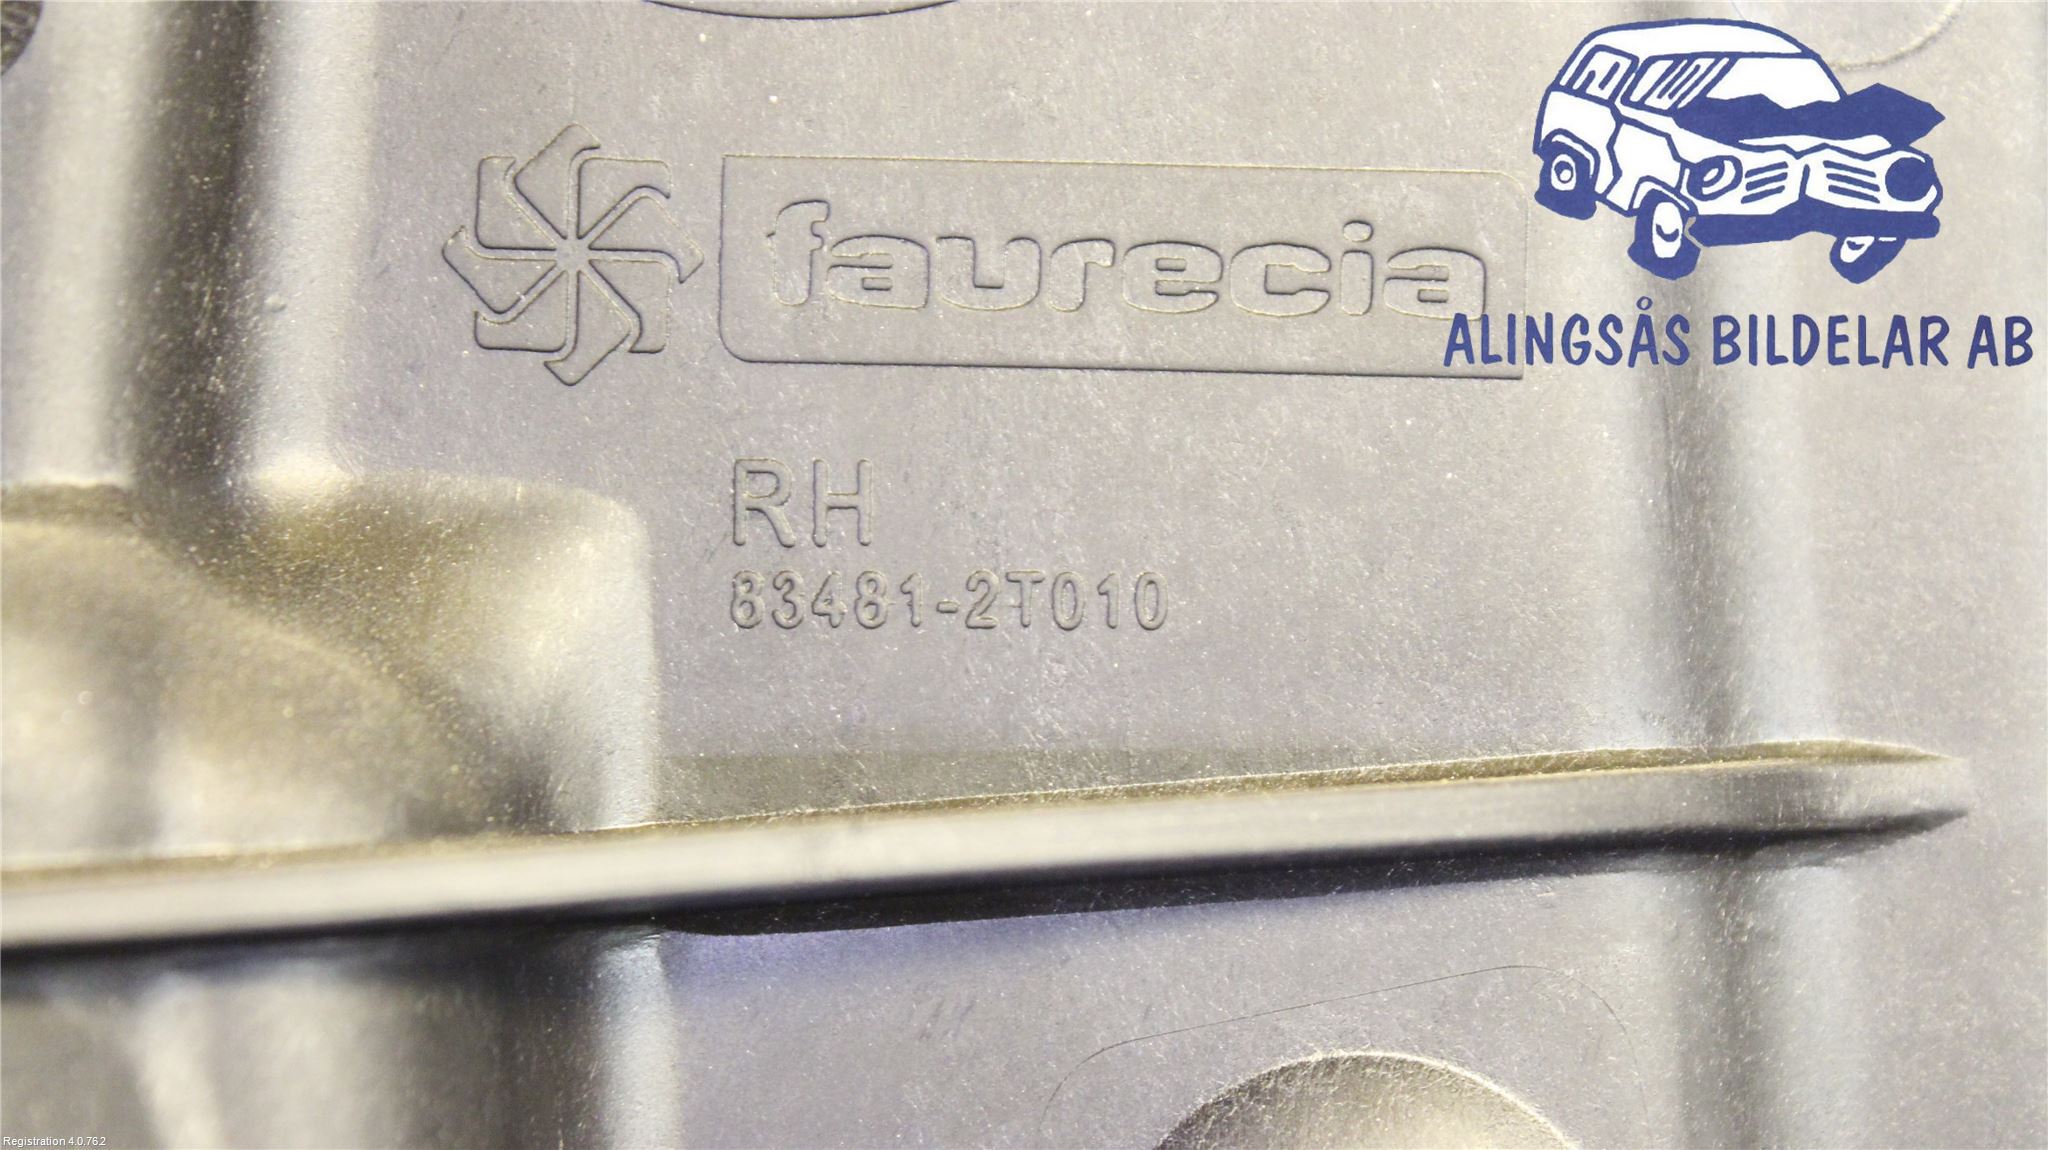 faurecia
ALINGSÅS BILDELAR AB
RH
83481-2T010
Registration 4.0.762